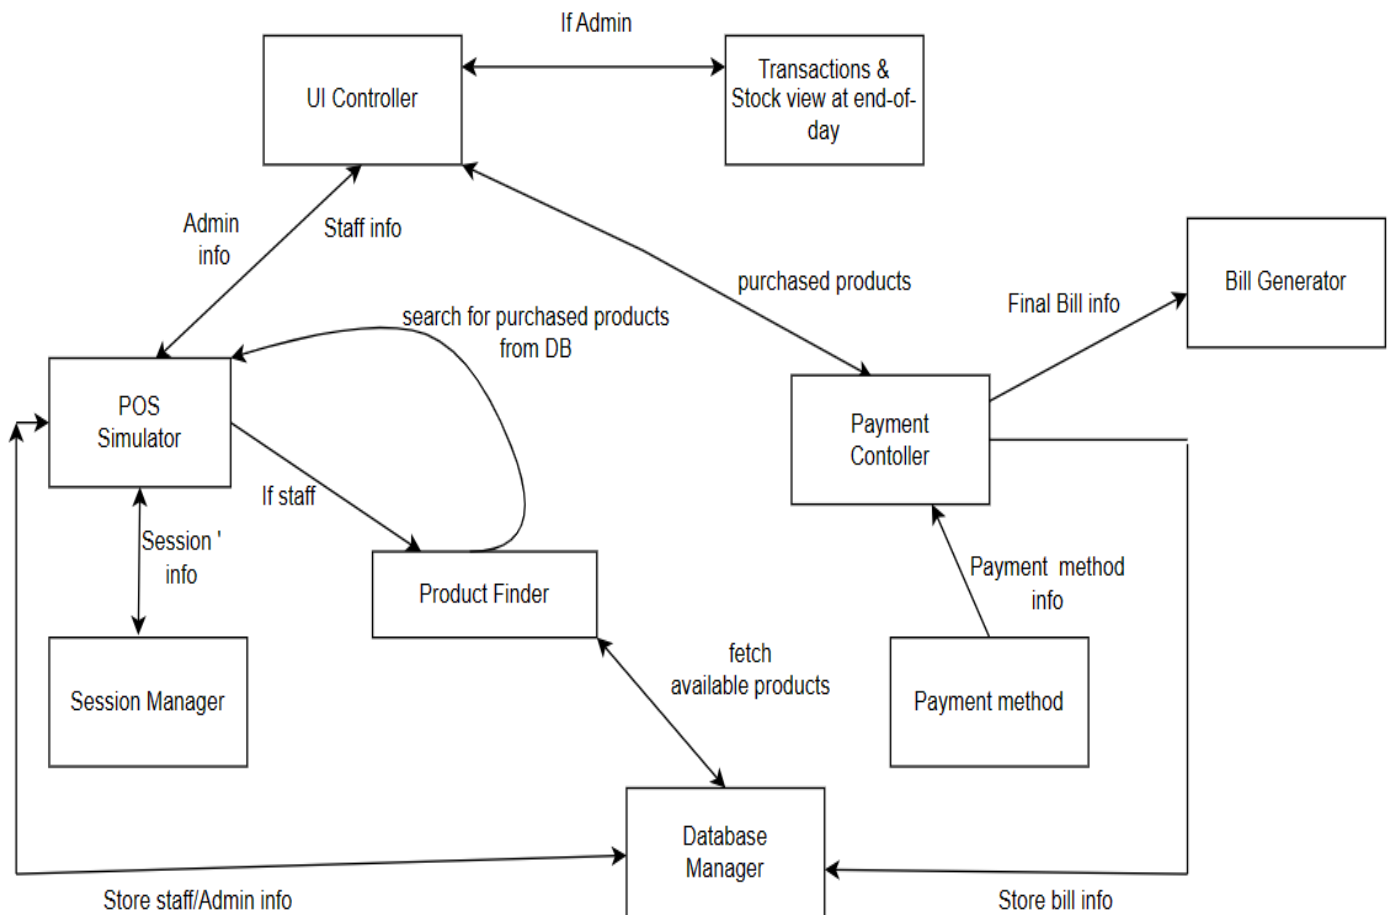 If Admin
UI Controller
Transactions &
Stock view at end-of-
day
Admin
info
Staff info
purchased products
Bill Generator
Final Bill info
search for purchased products
from DB
POS
Simulator
Payment
Contoller
If staff
Session '
info
Product Finder
Payment method
info
fetch
available products
Session Manager
Payment method
Database
Manager
Store staff/Admin info
Store bill info